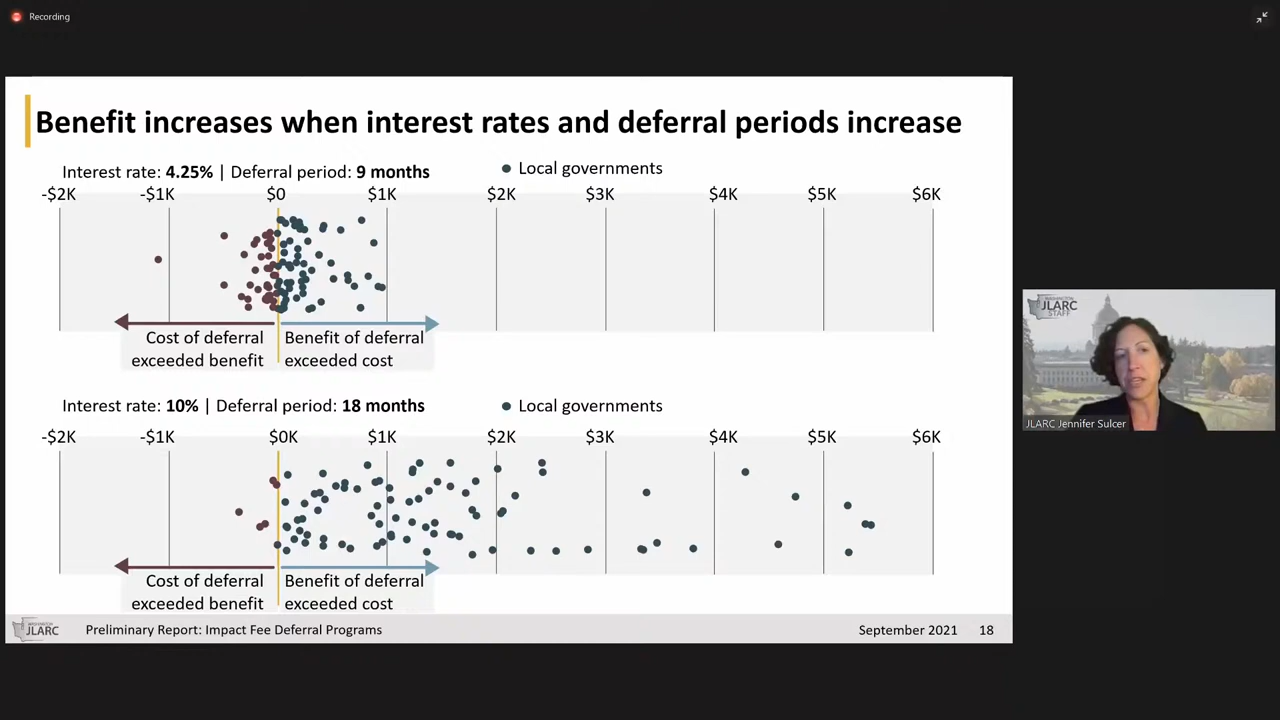 Recording
Benefit increases when interest rates and deferral periods increase
Interest rate: 4.25% | Deferral period: 9 months
Local governments
-$2K -$1K $0 $1K $2K $3K $4K $5K $6K
Cost of deferral
exceeded benefit
Benefit of deferral
exceeded cost
Interest rate: 10% | Deferral period: 18 months
Local governments
-$2K -$1K $0K $1K $2K $3K $4K $5K $6K
Cost of deferral
exceeded benefit
Benefit of deferral
exceeded cost
JLARC
Preliminary Report: Impact Fee Deferral Programs
September 2021 18
WASHINGTON
JLARC
STAFF
JLARC Jennifer Sulcer